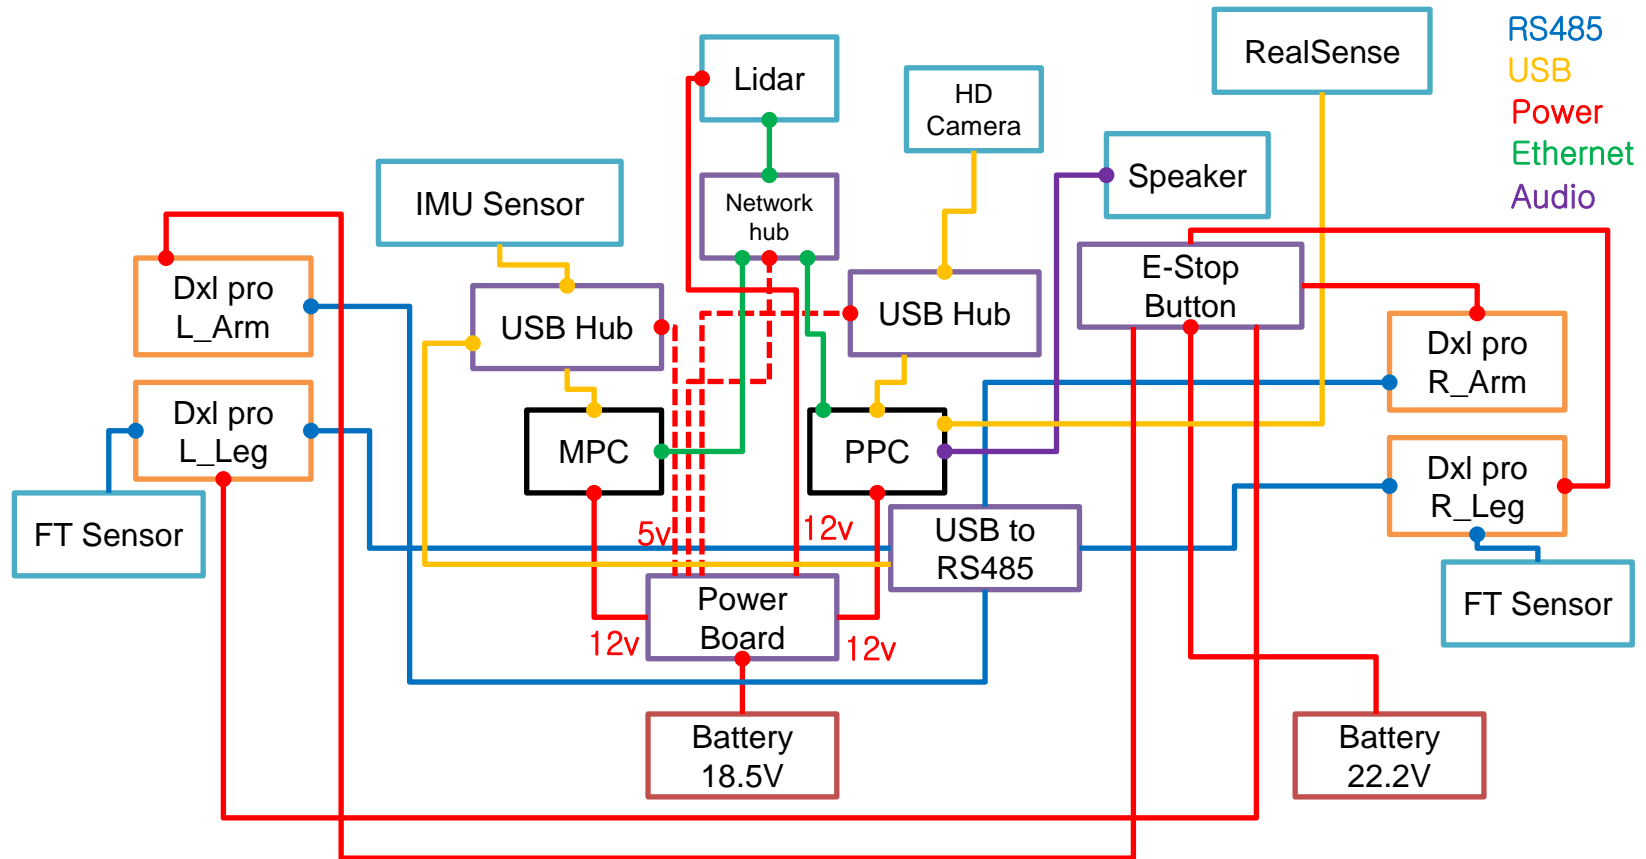 RealSense
RS485
USB
Power
Ethernet
Audio
Lidar
HD
Camera
Speaker
IMU Sensor
Network
hub
E-Stop
Button
Dxl pro
L_Arm
USB Hub
USB Hub
Dxl pro
R_Arm
Dxl pro
L_Leg
MPC
PPC
Dxl pro
R_Leg
FT Sensor
5v
12v
USB to
RS485
FT Sensor
Power
Board
12v
12v
Battery
18.5V
Battery
22.2V